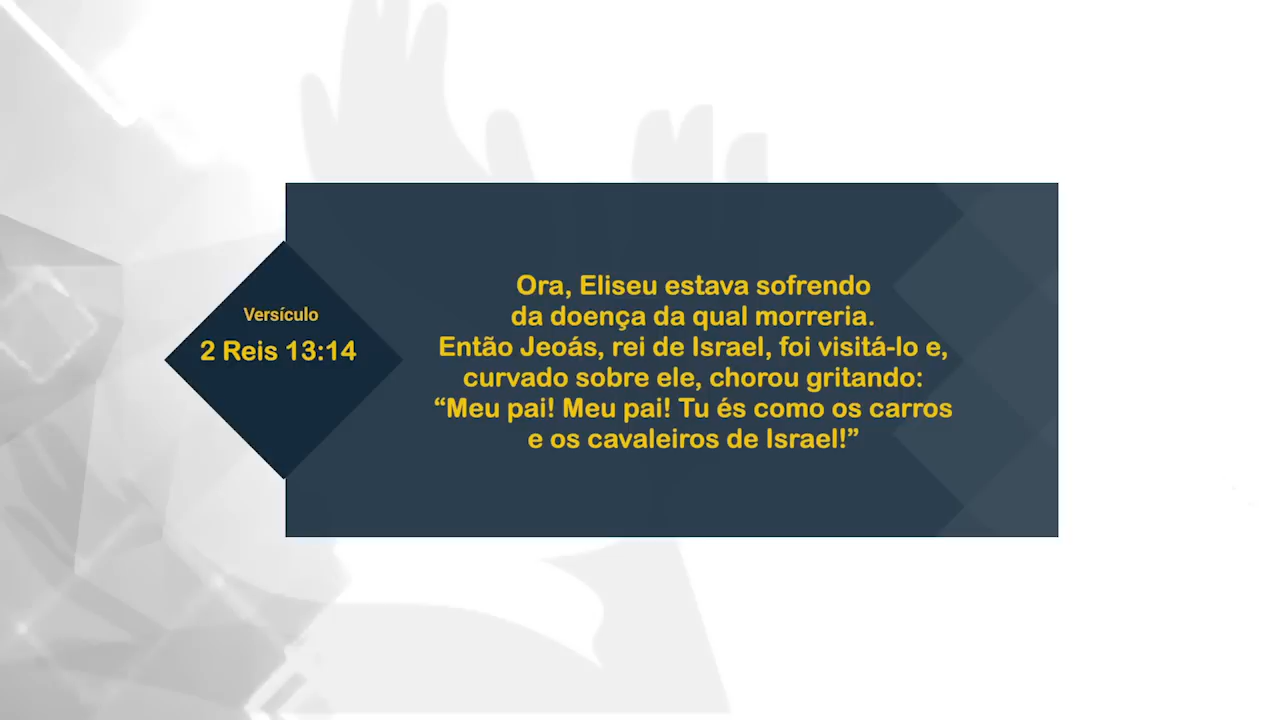 Versículo
2 Reis 13:14
Ora, Eliseu estava sofrendo
da doença da qual morreria.
Então Jeoás, rei de Israel, foi visitá-lo e,
curvado sobre ele, chorou gritando:
“Meu pai! Meu pai! Tu és como os carros
e os cavaleiros de Israel!”